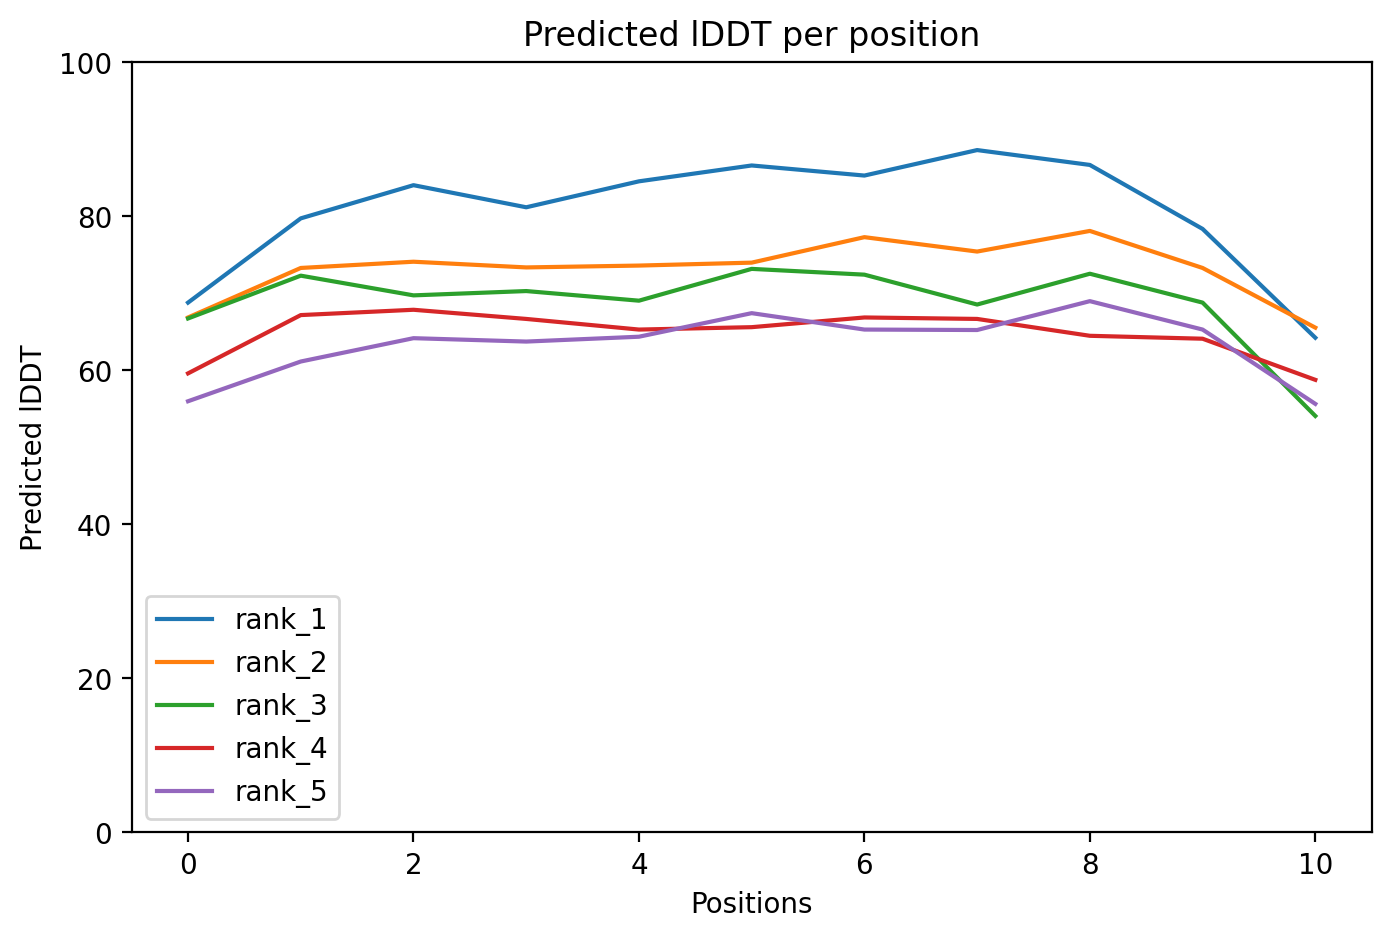 Predicted lDDT per position
Predicted lDDT
100
80
60
40
20
0
rank_1
rank_2
rank_3
rank_4
rank_5
0 2 4 6 8 10
Positions